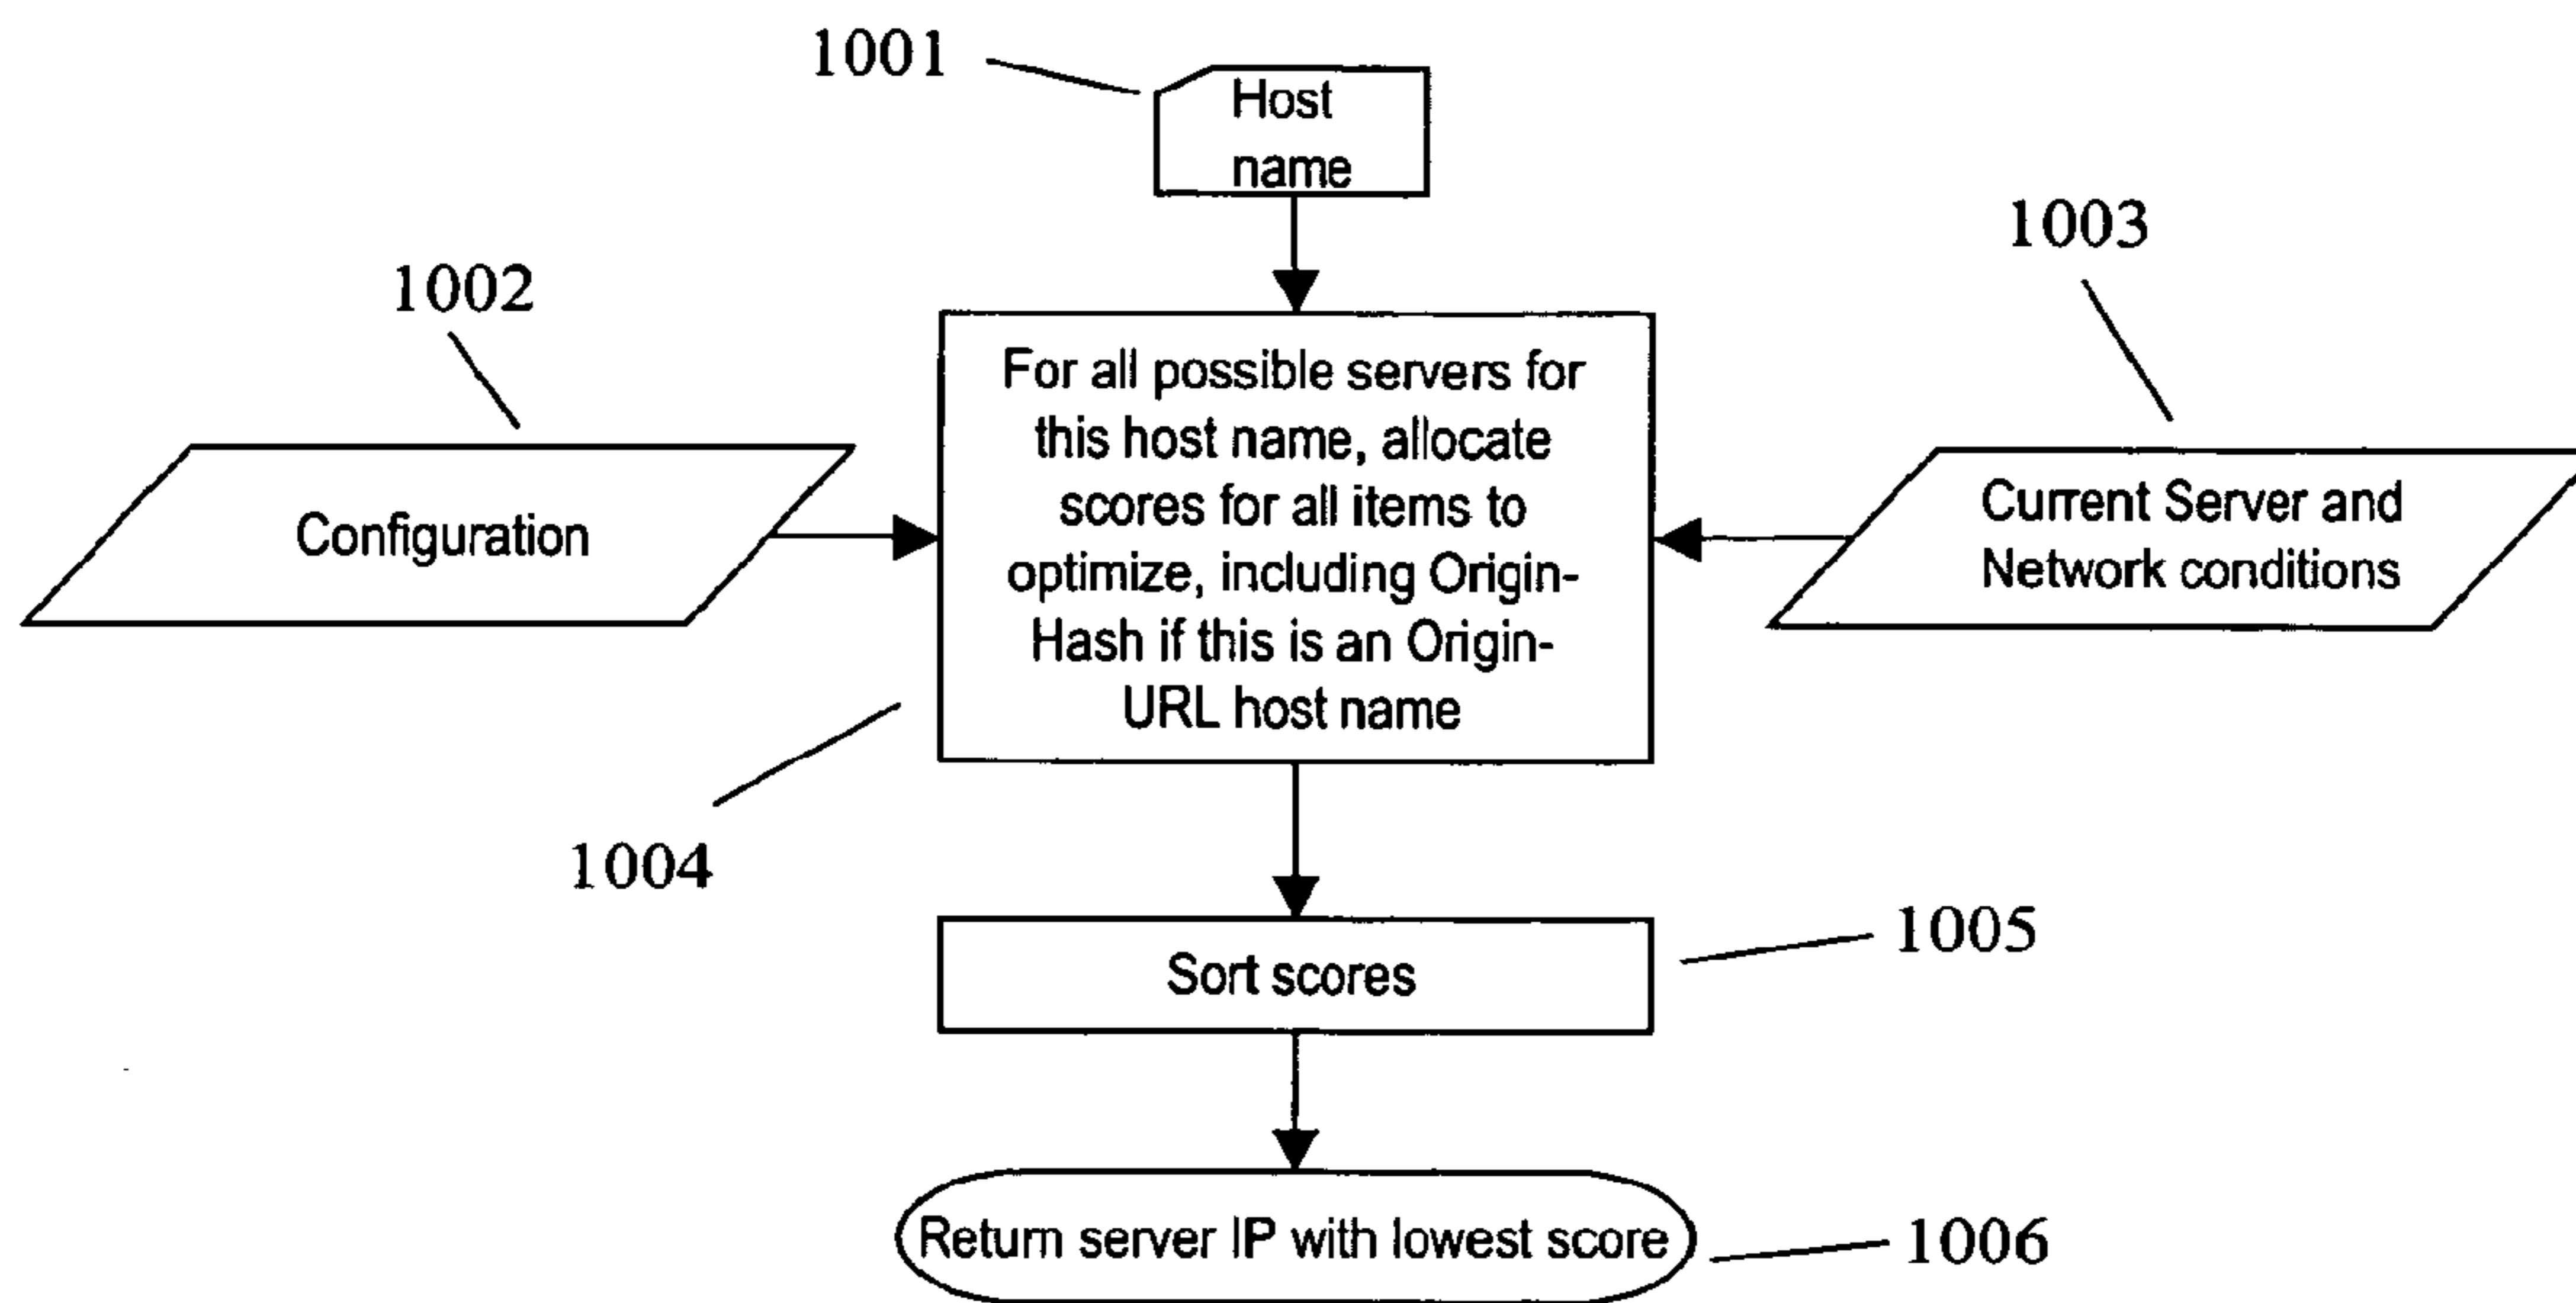 1001
Host
name
1003
1002
For all possible servers for
this host name, allocate
scores for all items to
optimize, including Origin-
Hash if this is an Origin-
URL host name
Configuration
Current Server and
Network conditions
1004
1005
Sort scores
Return server IP with lowest score
1006